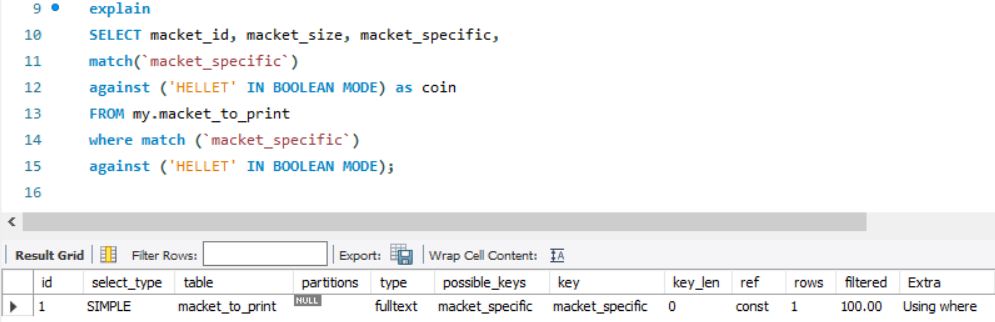 9 explain
10 SELECT macket_id, macket_size, macket_specific,
11 match(`macket_specific`)
12 against ('HELLET' IN BOOLEAN MODE) as coin
13 FROM my.macket_to_print
14 where match (`macket_specific`)
15 against ('HELLET' IN BOOLEAN MODE);
16
Result Grid Filter Rows: Export: Wrap Cell Content: IA
id select_type table partitions type possible_keys key key_len ref rows filtered Extra
1 SIMPLE macket_to_print NULL fulltext macket_specific macket_specific 0 const 1 100.00 Using where